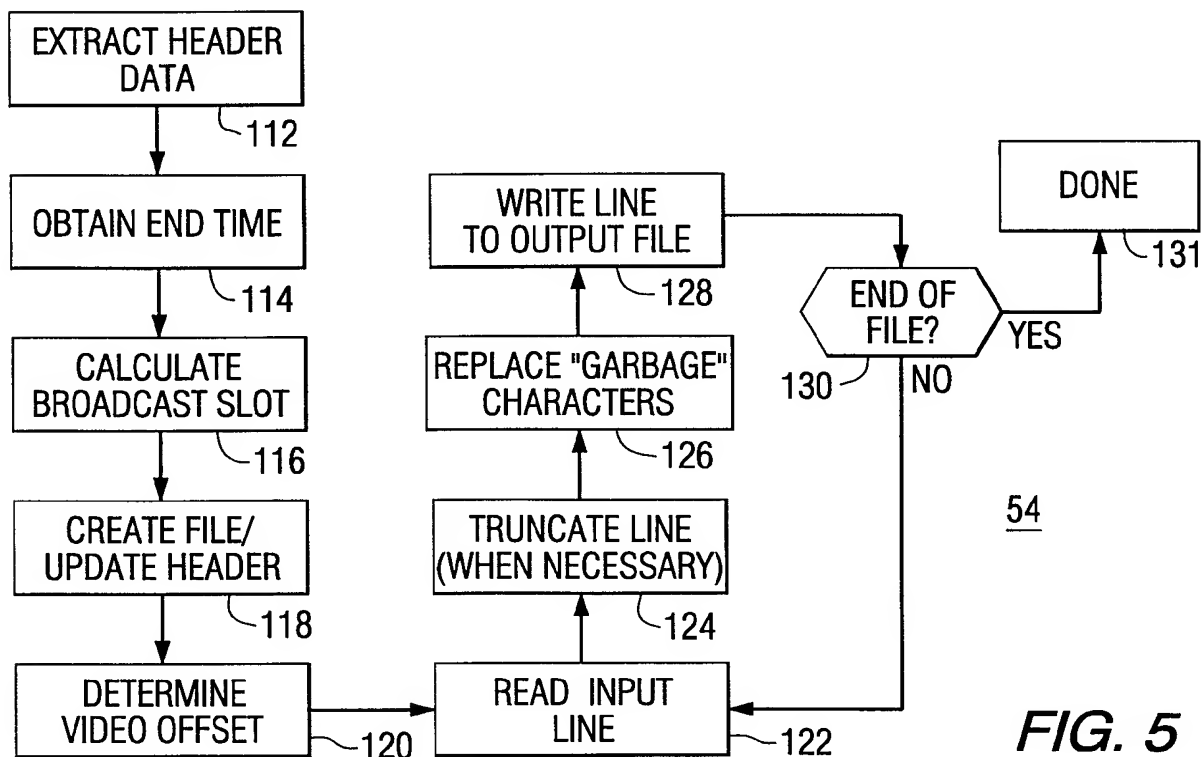 EXTRACT HEADER
DATA
112
OBTAIN END TIME
114
CALCULATE
BROADCAST SLOT
116
CREATE FILE/
UPDATE HEADER
118
DETERMINE
VIDEO OFFSET
120
READ INPUT
LINE
122
TRUNCATE LINE
(WHEN NECESSARY)
124
REPLACE "GARBAGE"
CHARACTERS
126
WRITE LINE
TO OUTPUT FILE
128
END OF
FILE?
130
YES
NO
DONE
131
54
FIG. 5